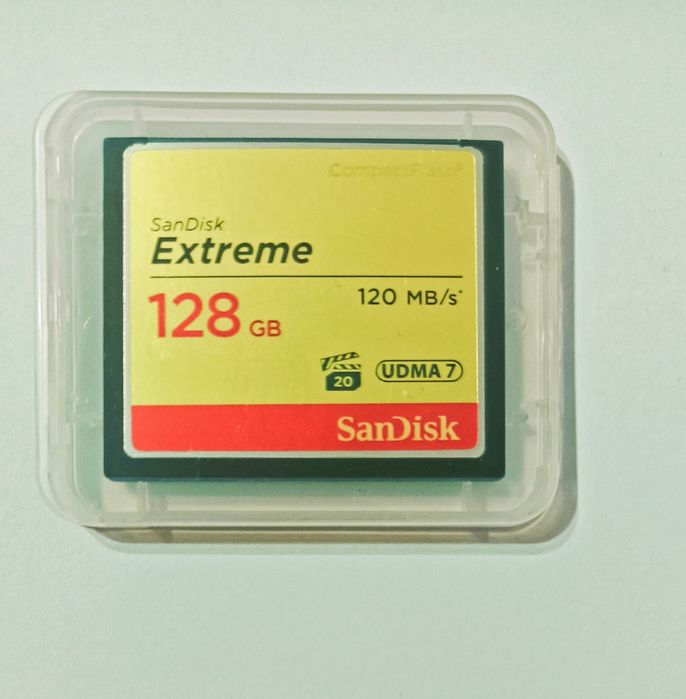 CompactFlash®
SanDisk
Extreme
120 MB/s*
128 GB
20
UDMA 7
SanDisk